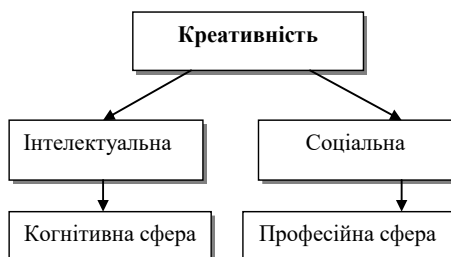 Креативність
Інтелектуальна
Соціальна
Когнітивна сфера
Професійна сфера